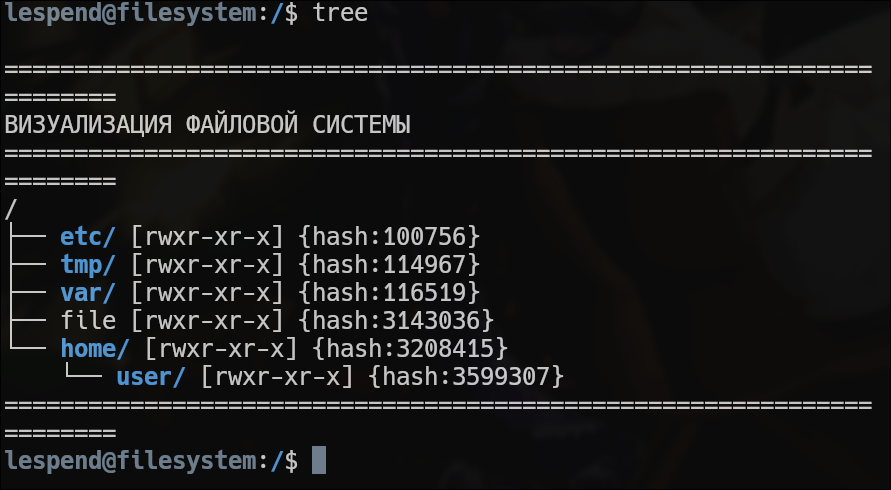 lespend@filesystem:/$ tree
==============================================================
========
ВИЗУАЛИЗАЦИЯ ФАЙЛОВОЙ СИСТЕМЫ
==============================================================
========
/
├── etc/ [rwxr-xr-x] {hash:100756}
├── tmp/ [rwxr-xr-x] {hash:114967}
├── var/ [rwxr-xr-x] {hash:116519}
├── file [rwxr-xr-x] {hash:3143036}
└── home/ [rwxr-xr-x] {hash:3208415}
    └── user/ [rwxr-xr-x] {hash:3599307}
==============================================================
========
lespend@filesystem:/$